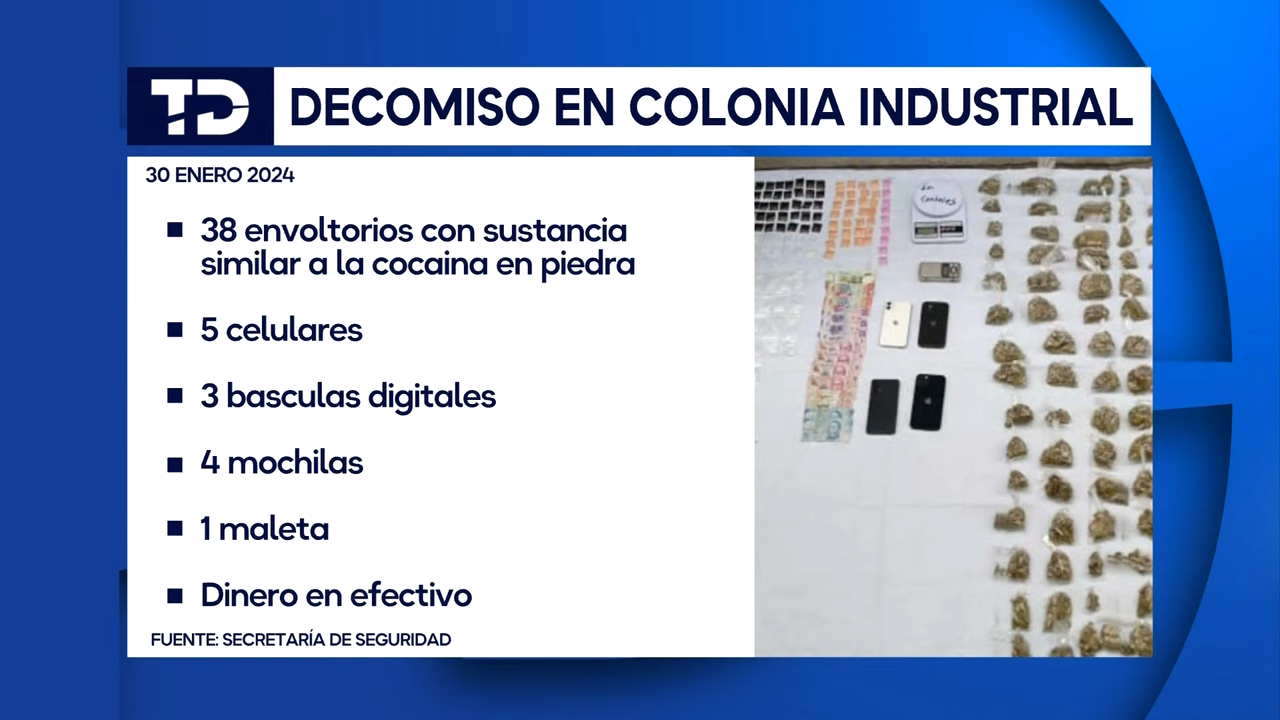 TD
DECOMISO EN COLONIA INDUSTRIAL
30 ENERO 2024
■ 38 envoltorios con sustancia
similar a la cocaina en piedra
■ 5 celulares
■ 3 basculas digitales
■ 4 mochilas
■ 1 maleta
■ Dinero en efectivo
FUENTE: SECRETARÍA DE SEGURIDAD